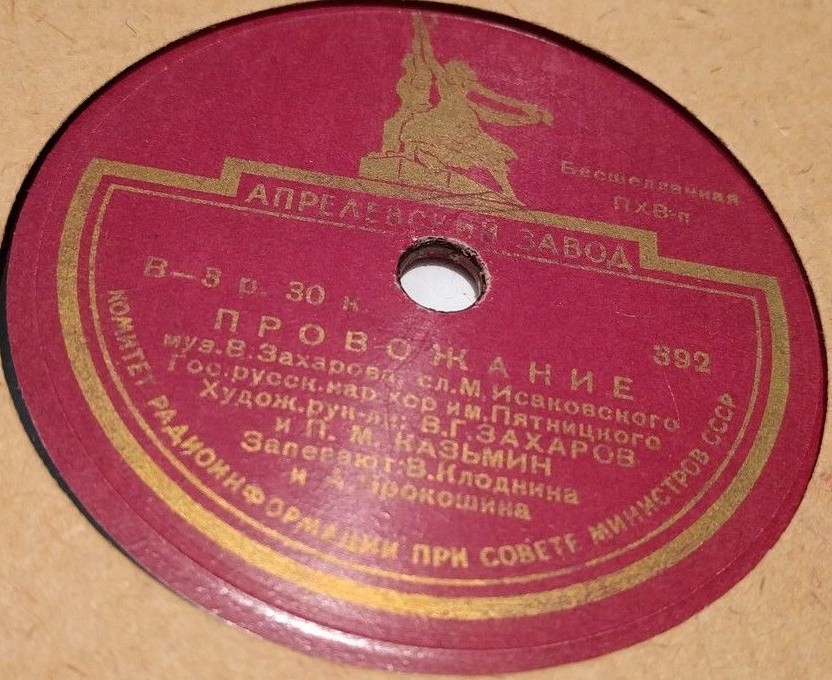 Бесшеллачная
ПХВ-п
АПРЕЛЕВСКИЙ ЗАВОД
В—3 р. 30 к
392
ПРОВОЖАНИЕ
муз.В.Захарова, сл.М.Исаковского
Гос.русск.нар.хор им.Пятницкого
Худож.рук-ли: В.Г.ЗАХАРОВ
и П. М. КАЗЬМИН
Запевают:В.Клоднина
и А.Прокошина
КОМИТЕТ РАДИОИНФОРМАЦИИ ПРИ СОВЕТЕ МИНИСТРОВ СССР